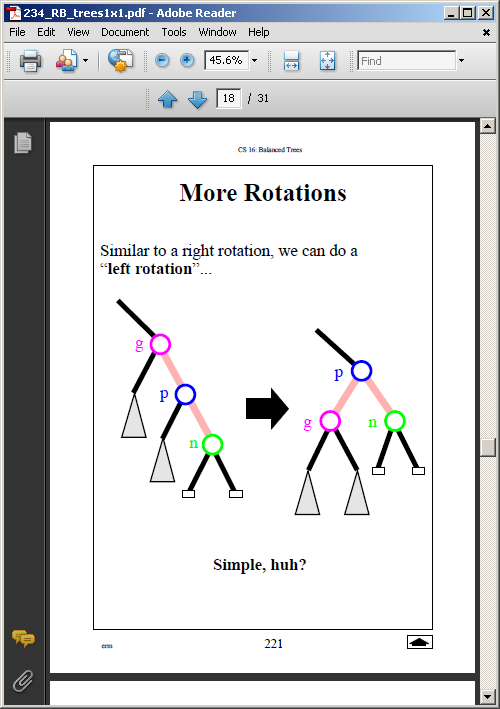 234_RB_trees1x1.pdf - Adobe Reader
File Edit View Document Tools Window Help
45.6% Find
18 / 31
CS 16: Balanced Trees
More Rotations
Similar to a right rotation, we can do a
“left rotation”...
g
p
n
p
g
n
Simple, huh?
erm 221